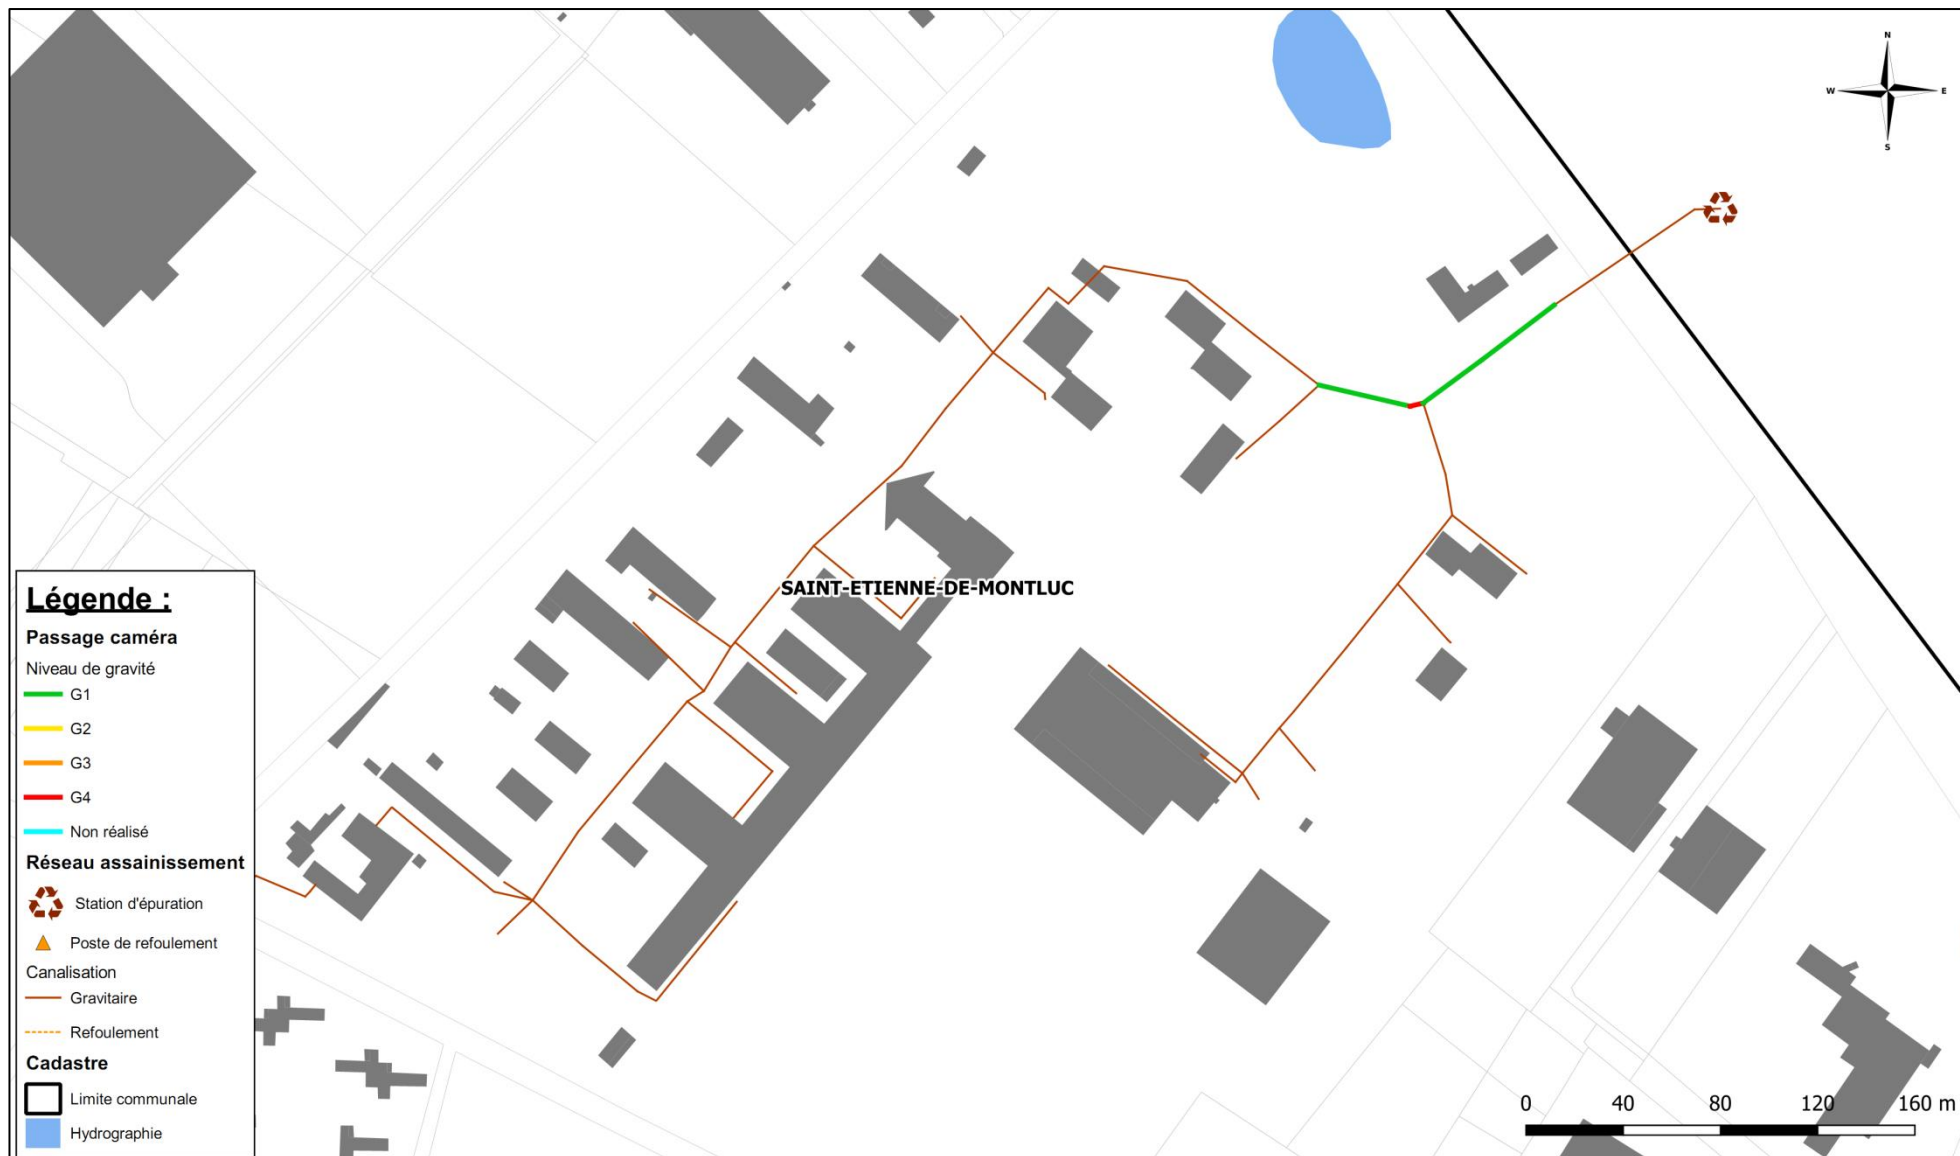 N
W E
S
SAINT-ETIENNE-DE-MONTLUC
Légende :
Passage caméra
Niveau de gravité
G1
G2
G3
G4
Non réalisé
Réseau assainissement
Station d'épuration
Poste de refoulement
Canalisation
Gravitaire
Refoulement
Cadastre
Limite communale
Hydrographie
0 40 80 120 160 m